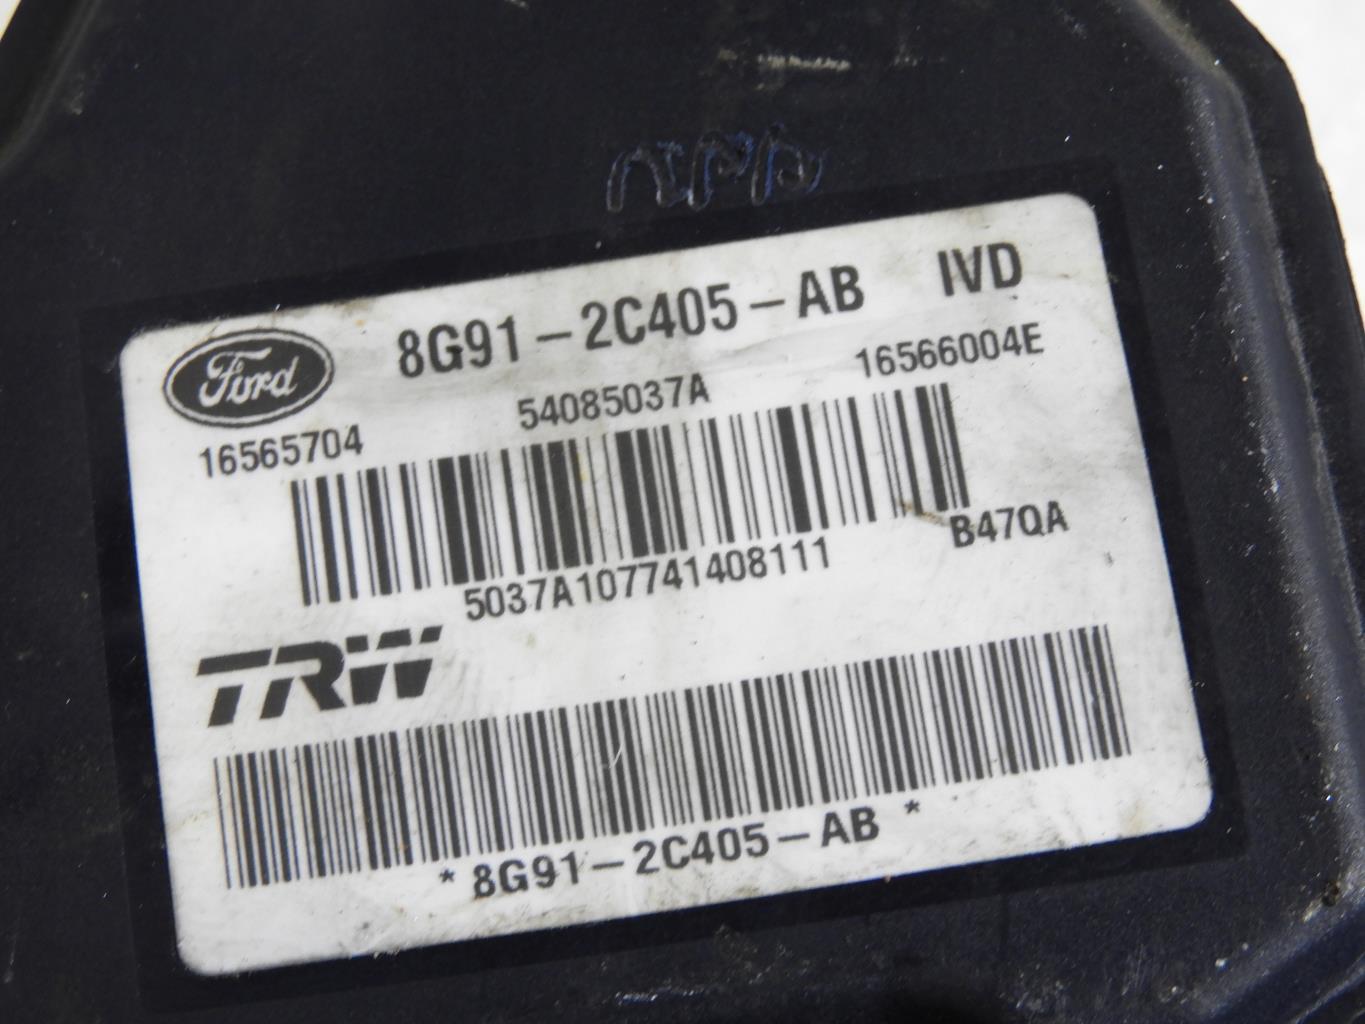 Ford 8G91-2C405-AB IVD
16565704 54085037A 16566004E
5037A107741408111 B47QA
TRW
* 8G91-2C405-AB *